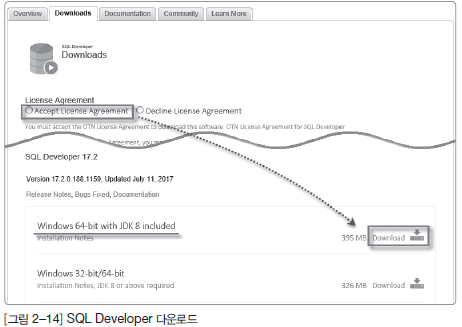 Overview Downloads Documentation Community Learn More
SQL Developer
Downloads
License Agreement
Accept License Agreement Decline License Agreement
You must accept the OTN License Agreement to download this software. OTN License Agreement for SQL Developer
Agreement, you
SQL Developer 17.2
Version 17.2.0.188.1159, Updated July 11, 2017
Release Notes, Bugs Fixed, Documentation
Windows 64-bit with JDK 8 included
Installation Notes 395 MB Download
Windows 32-bit/64-bit
Installation Notes, JDK 8 or above required 326 MB Download
[그림 2-14] SQL Developer 다운로드